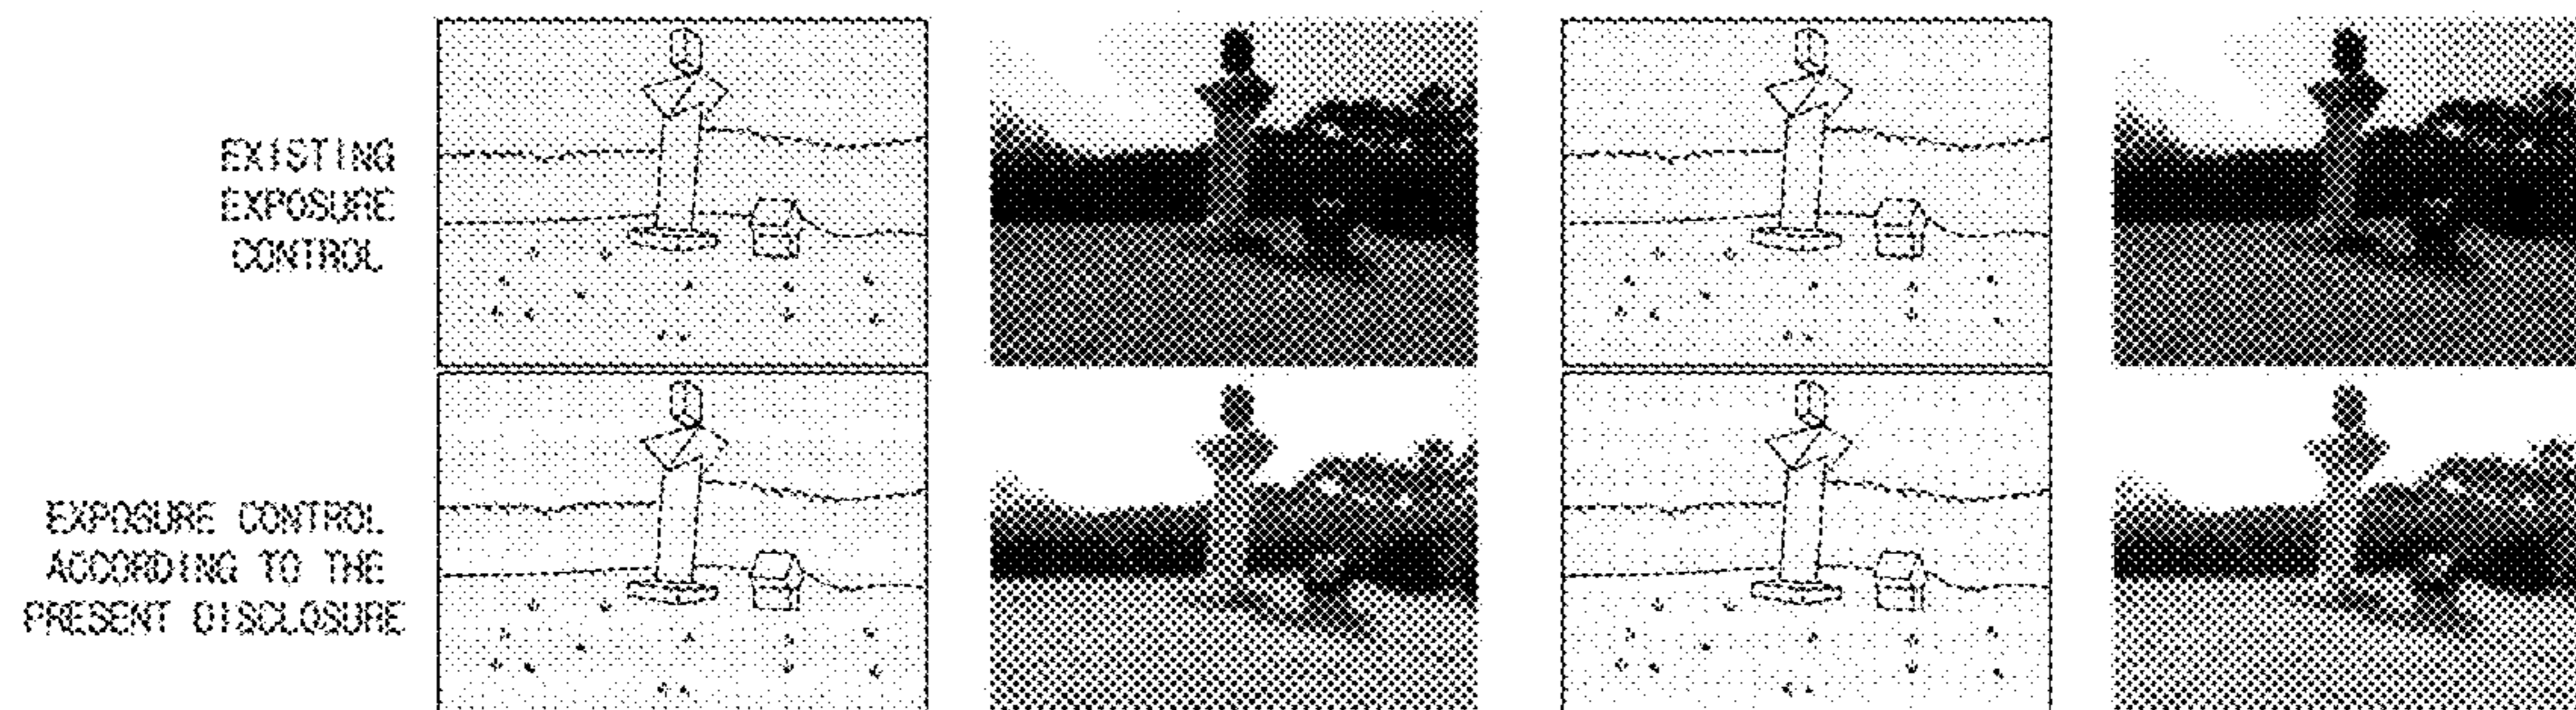 EXISTING
EXPOSURE
CONTROL
EXPOSURE CONTROL
ACCORDING TO THE
PRESENT DISCLOSURE